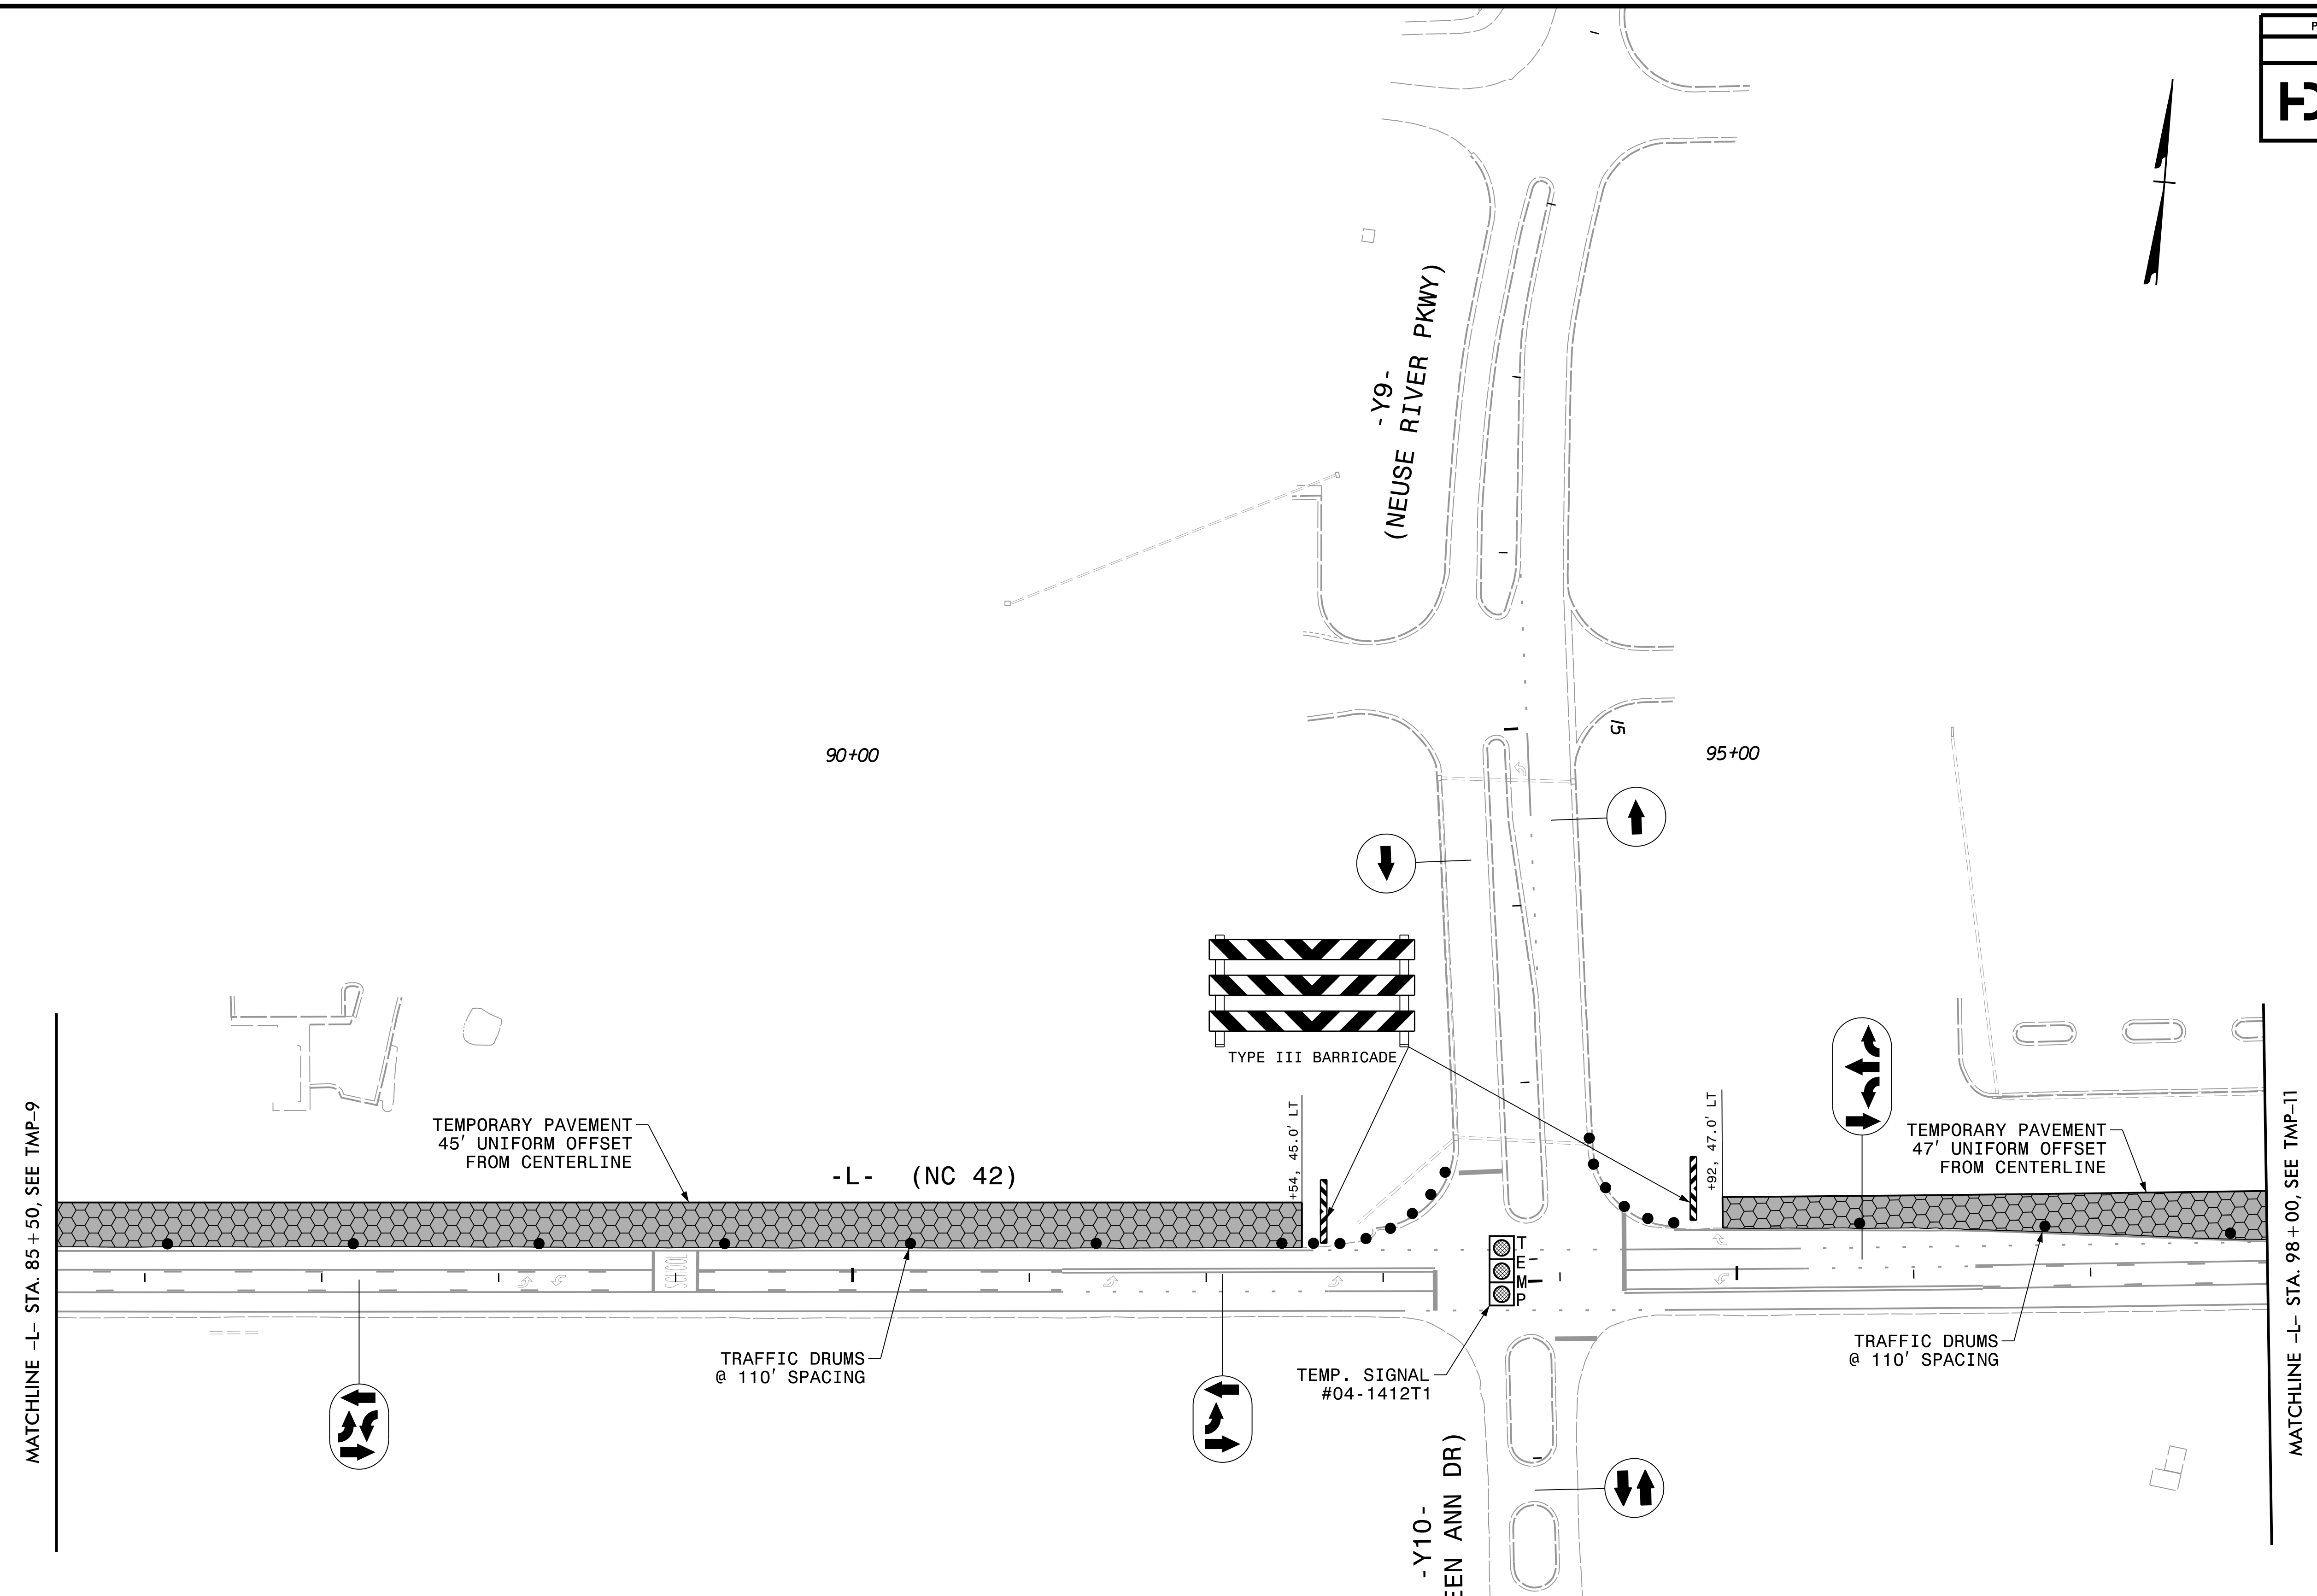 -Y9-
(NEUSE RIVER PKWY)
90+00
15
95+00
TYPE III BARRICADE
TEMPORARY PAVEMENT
45' UNIFORM OFFSET
FROM CENTERLINE
-L- (NC 42)
+54, 45.0' LT
+92, 47.0' LT
TEMPORARY PAVEMENT
47' UNIFORM OFFSET
FROM CENTERLINE
MATCHLINE -L- STA. 85+50, SEE TMP-9
MATCHLINE -L- STA. 98+00, SEE TMP-11
SCHOOL
TEMP
TRAFFIC DRUMS
@ 110' SPACING
TEMP. SIGNAL
#04-1412T1
TRAFFIC DRUMS
@ 110' SPACING
-Y10-
EEN ANN DR)